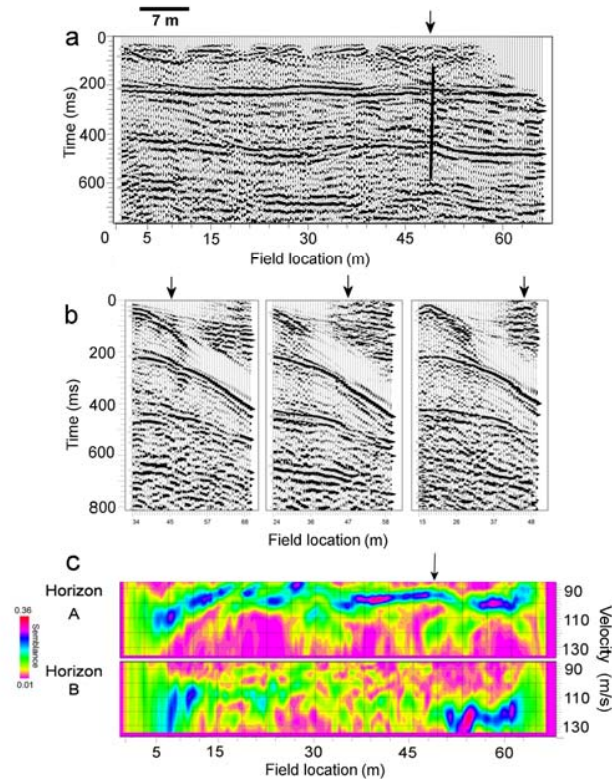 7 m
a
0
200
400
600
Time (ms)
0 5 15 30 45 60
Field location (m)
b
0
200
400
600
800
Time (ms)
34 45 57 68 24 36 47 58 15 26 37 48
Field location (m)
c
Horizon
A
Horizon
B
0.36
Semblance
0.01
90
110
130
90
110
130
Velocity (m/s)
5 15 30 45 60
Field location (m)